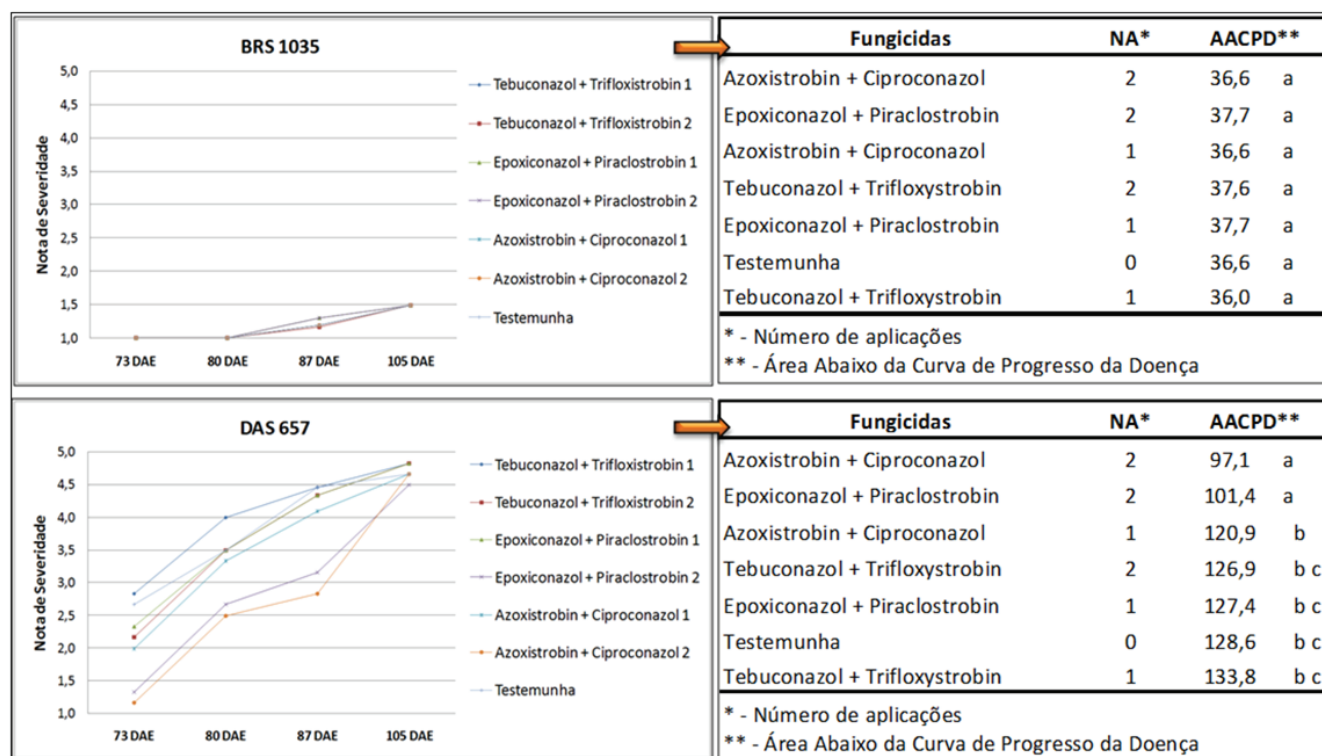 BRS 1035
5,0
4,5
4,0
3,5
3,0
2,5
2,0
1,5
1,0
Nota de Severidade
73 DAE 80 DAE 87 DAE 105 DAE
Tebuconazol + Trifloxistrobin 1
Tebuconazol + Trifloxistrobin 2
Epoxiconazol + Piraclostrobin 1
Epoxiconazol + Piraclostrobin 2
Azoxistrobin + Ciproconazol 1
Azoxistrobin + Ciproconazol 2
Testemunha
Fungicidas NA* AACPD**
Azoxistrobin + Ciproconazol 2 36,6 a
Epoxiconazol + Piraclostrobin 2 37,7 a
Azoxistrobin + Ciproconazol 1 36,6 a
Tebuconazol + Trifloxystrobin 2 37,6 a
Epoxiconazol + Piraclostrobin 1 37,7 a
Testemunha 0 36,6 a
Tebuconazol + Trifloxystrobin 1 36,0 a
* - Número de aplicações
** - Área Abaixo da Curva de Progresso da Doença
DAS 657
5,0
4,5
4,0
3,5
3,0
2,5
2,0
1,5
1,0
Nota de Severidade
73 DAE 80 DAE 87 DAE 105 DAE
Tebuconazol + Trifloxistrobin 1
Tebuconazol + Trifloxistrobin 2
Epoxiconazol + Piraclostrobin 1
Epoxiconazol + Piraclostrobin 2
Azoxistrobin + Ciproconazol 1
Azoxistrobin + Ciproconazol 2
Testemunha
Fungicidas NA* AACPD**
Azoxistrobin + Ciproconazol 2 97,1 a
Epoxiconazol + Piraclostrobin 2 101,4 a
Azoxistrobin + Ciproconazol 1 120,9 b
Tebuconazol + Trifloxystrobin 2 126,9 b c
Epoxiconazol + Piraclostrobin 1 127,4 b c
Testemunha 0 128,6 b c
Tebuconazol + Trifloxystrobin 1 133,8 b c
* - Número de aplicações
** - Área Abaixo da Curva de Progresso da Doença